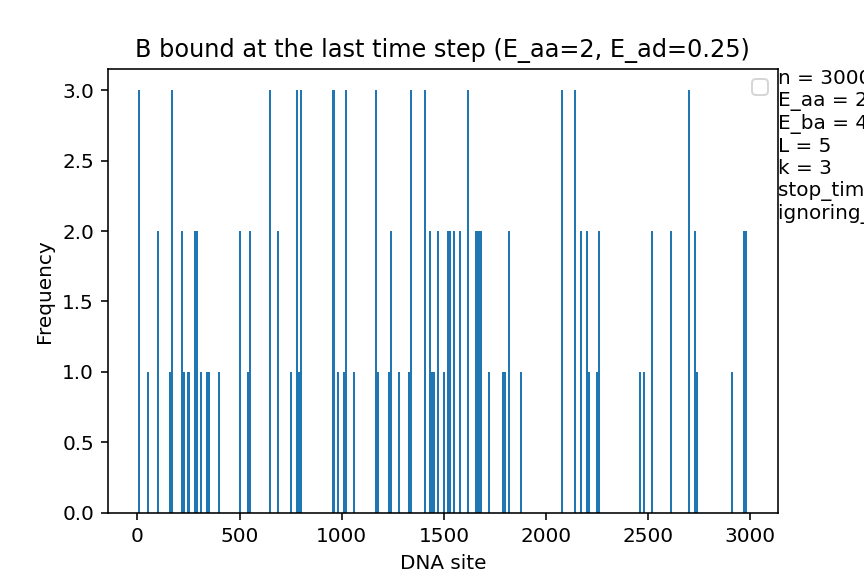 B bound at the last time step (E_aa=2, E_ad=0.25)
3.0
2.5
2.0
1.5
1.0
0.5
0.0
Frequency
0
500
1000
1500
2000
2500
3000
DNA site
n = 3000
E_aa = 2
E_ba = 4
L = 5
k = 3
stop_tim
ignoring_